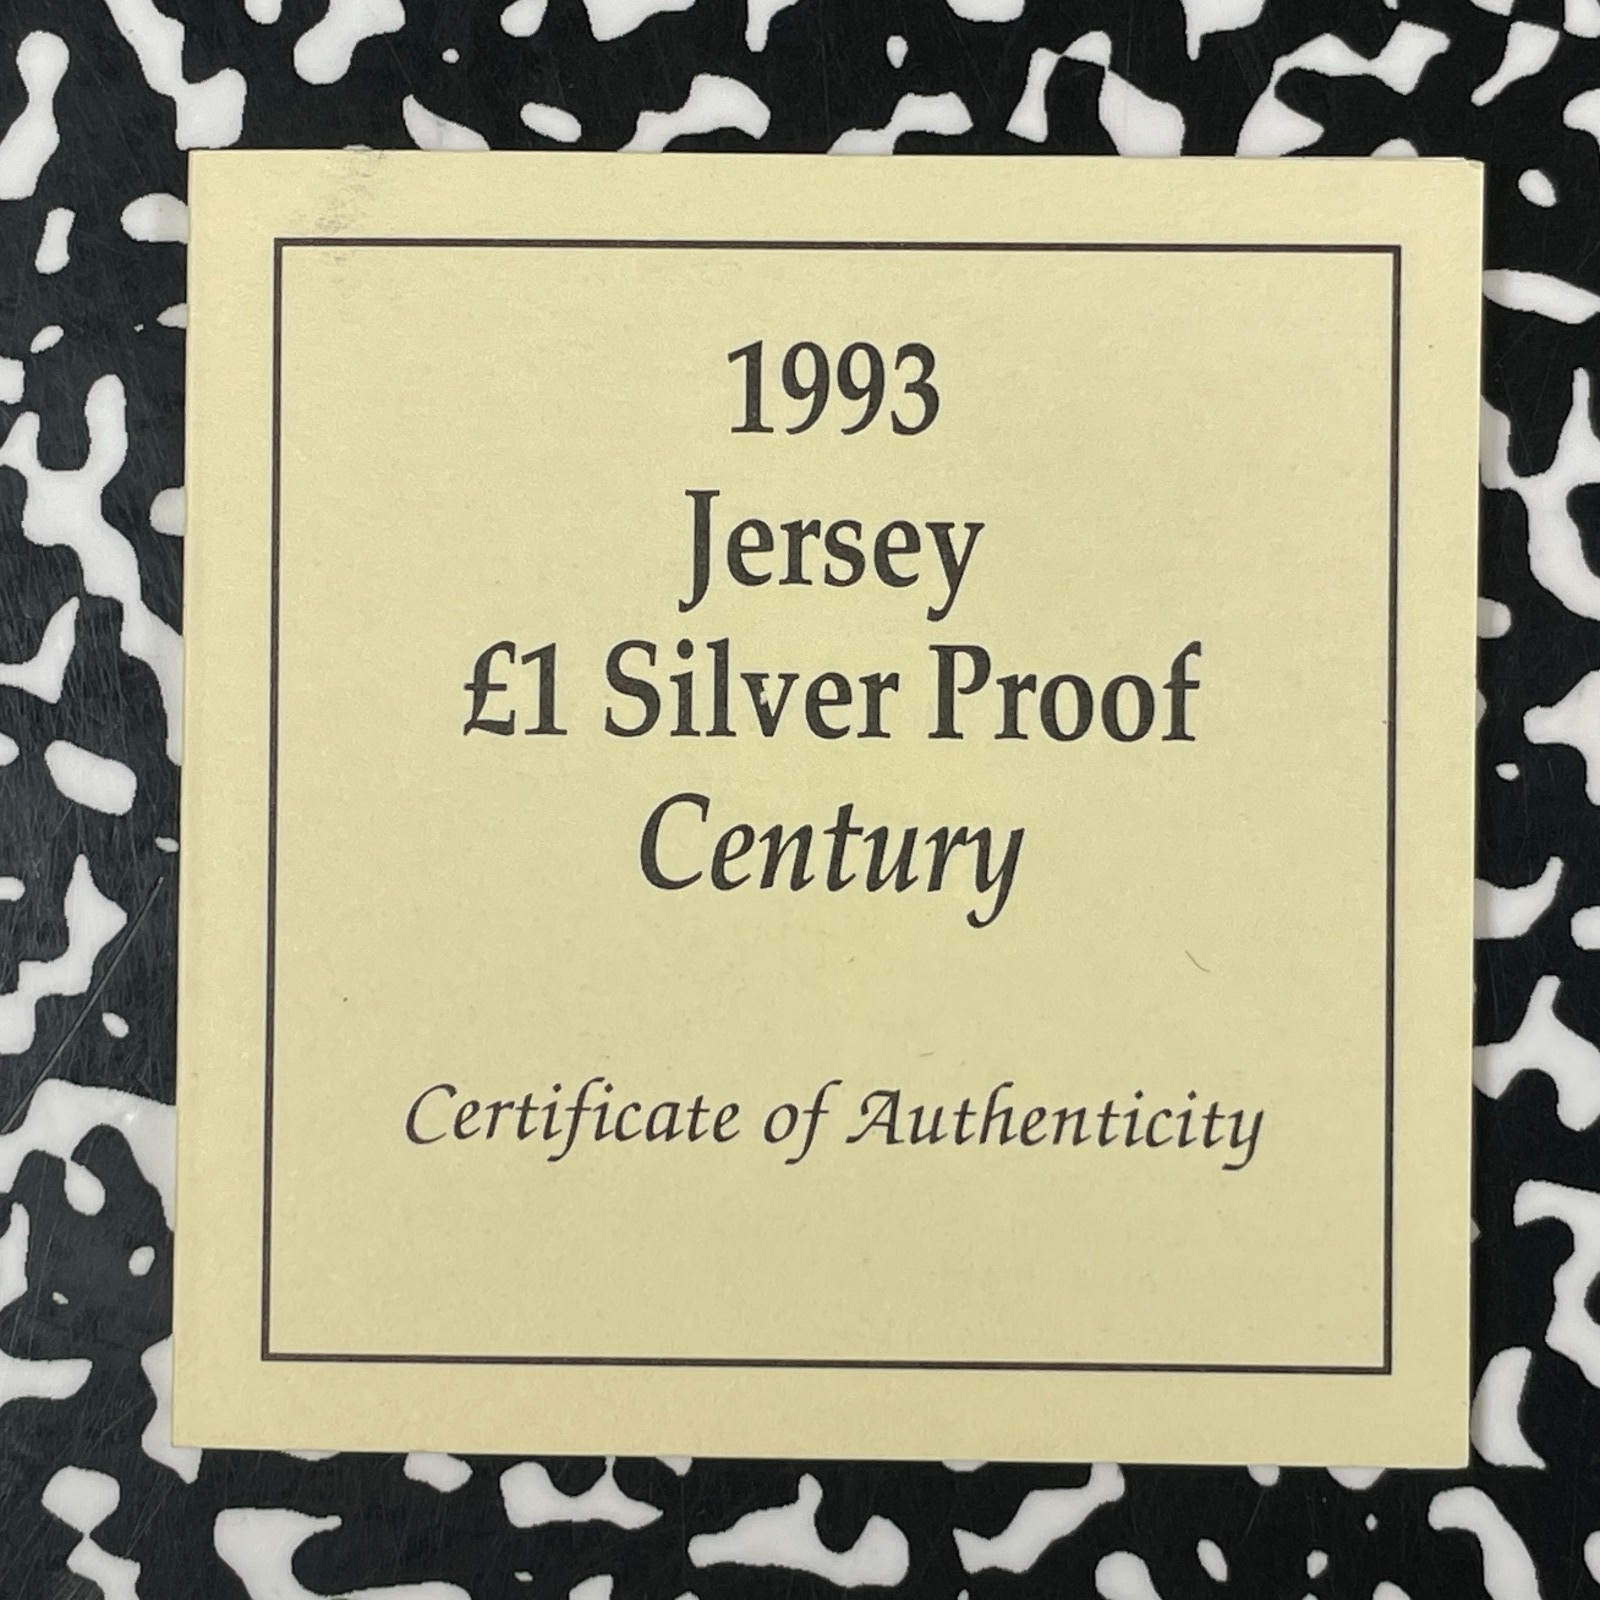 1993
Jersey
£1 Silver Proof
Century
Certificate of Authenticity